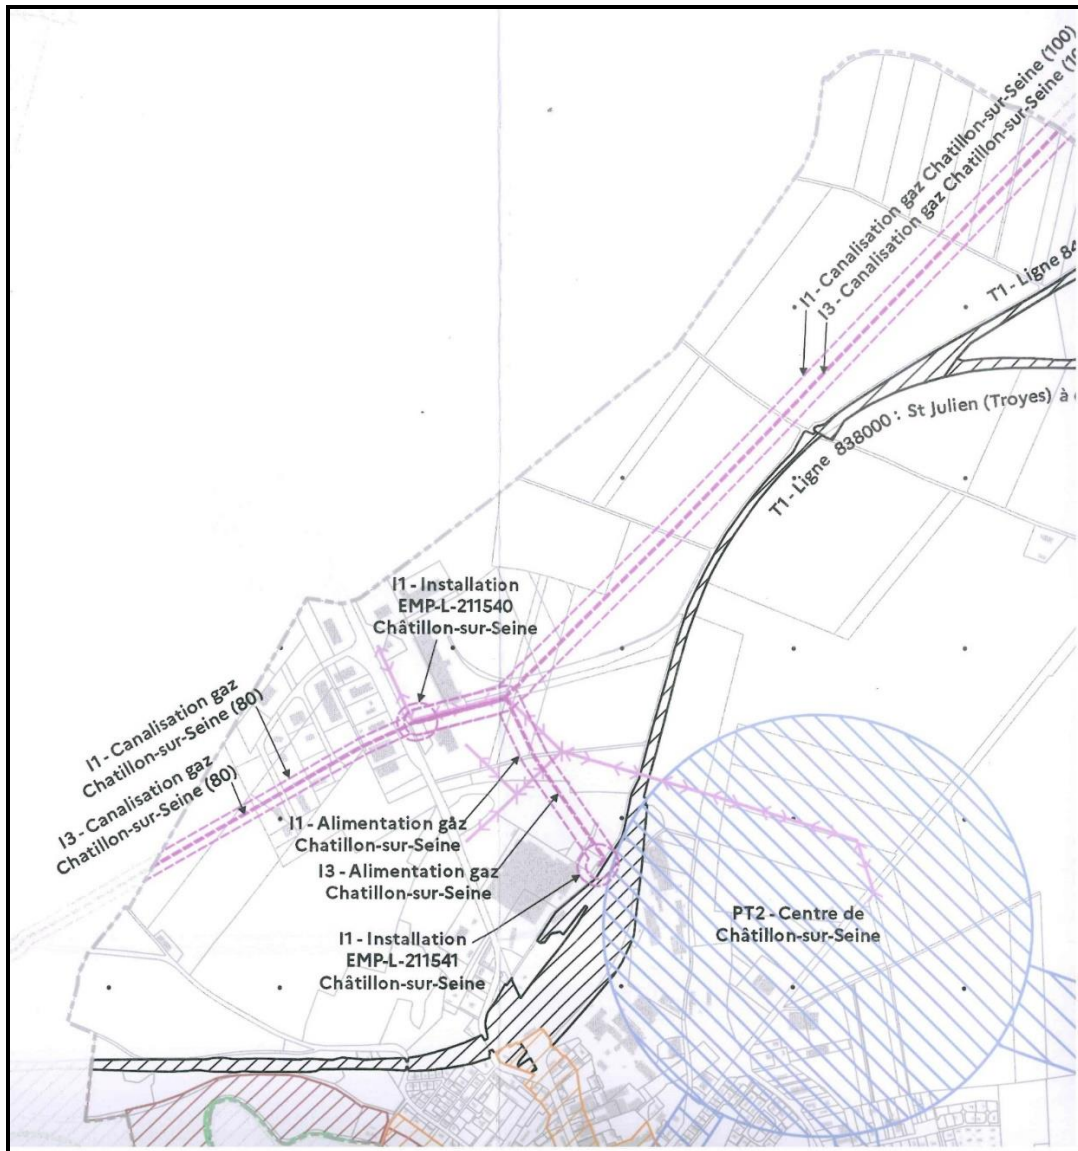 I1 - Canalisation gaz Chatillon-sur-Seine (100)
I3 - Canalisation gaz Chatillon-sur-Seine (10
T1 - Ligne 84
T1 - Ligne 838000 : St Julien (Troyes) à
I1 - Installation
EMP-L-211540
Châtillon-sur-Seine
I1 - Canalisation gaz
Chatillon-sur-Seine (80)
I3 - Canalisation gaz
Chatillon-sur-Seine (80)
I1 - Alimentation gaz
Chatillon-sur-Seine
I3 - Alimentation gaz
Chatillon-sur-Seine
PT2 - Centre de
Châtillon-sur-Seine
I1 - Installation
EMP-L-211541
Châtillon-sur-Seine